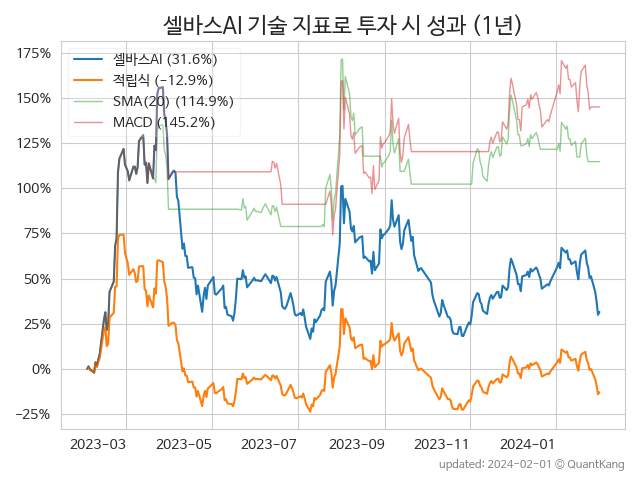 셀바스AI 기술 지표로 투자 시 성과 (1년)
셀바스AI (31.6%)
적립식 (−12.9%)
SMA(20) (114.9%)
MACD (145.2%)
175%
150%
125%
100%
75%
50%
25%
0%
−25%
2023-03 2023-05 2023-07 2023-09 2023-11 2024-01
updated: 2024-02-01 © QuantKang